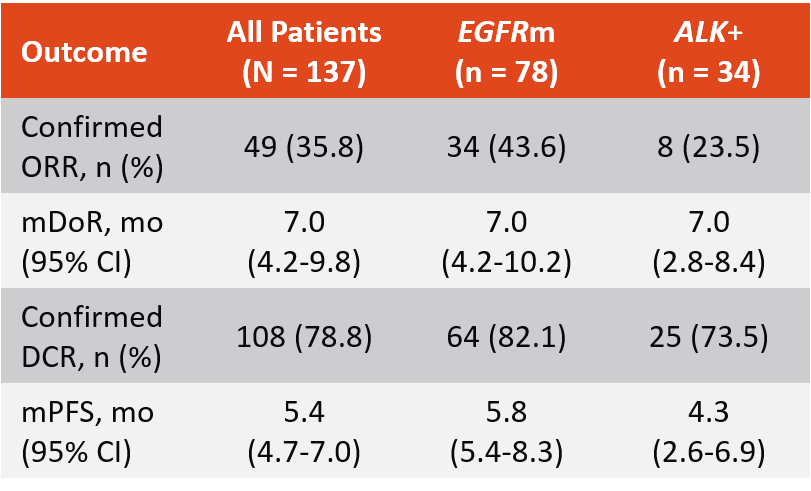 Outcome
All Patients
(N = 137)
EGFRm
(n = 78)
ALK+
(n = 34)
Confirmed
ORR, n (%)
49 (35.8)
34 (43.6)
8 (23.5)
mDoR, mo
(95% CI)
7.0
(4.2-9.8)
7.0
(4.2-10.2)
7.0
(2.8-8.4)
Confirmed
DCR, n (%)
108 (78.8)
64 (82.1)
25 (73.5)
mPFS, mo
(95% CI)
5.4
(4.7-7.0)
5.8
(5.4-8.3)
4.3
(2.6-6.9)